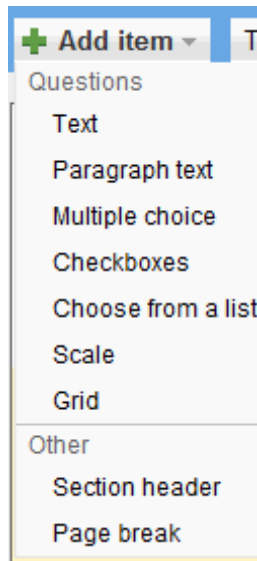 Add item
Questions
Text
Paragraph text
Multiple choice
Checkboxes
Choose from a list
Scale
Grid
Other
Section header
Page break